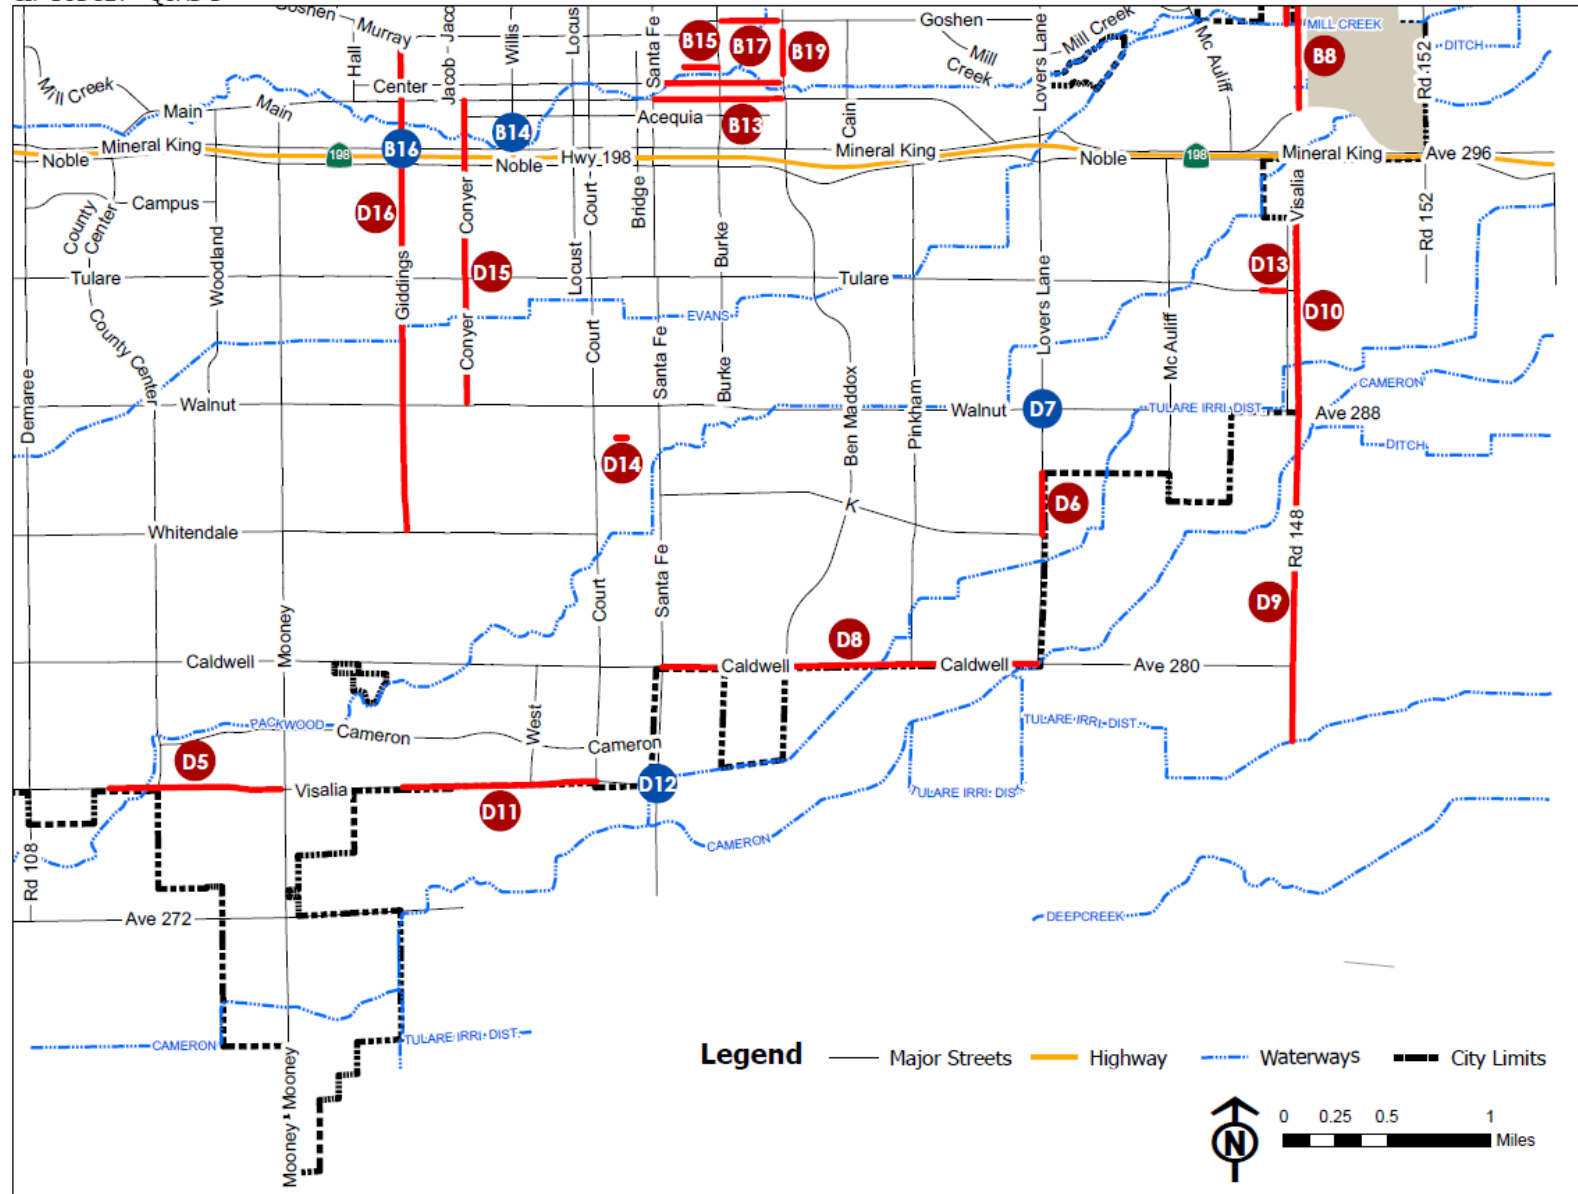 Goshen
Murray
Hall
Jacob
Jacob
Willis
Locust
Santa Fe
B15
B17
B19
Goshen
Mill
Creek
Lovers Lane
Mill Creek
Mc Auliff
MILL CREEK
B8
Rd 152
DITCH
Mill Creek
Center
Main
Main
Acequia
B13
Cain
B14
B16
Mineral King
Noble
198
Noble
Hwy 198
Mineral King
Noble
198
Mineral King
Ave 296
County
Center
Campus
D16
Conyer
Court
Bridge
Visalia
Rd 152
Burke
Woodland
Tulare
Giddings
D15
Locust
Tulare
Lovers Lane
D13
D10
County Center
EVANS
Conyer
Court
Santa Fe
Burke
Mc Auliff
Demaree
Walnut
Ben Maddox
Pinkham
Walnut
D7
TULARE IRRI. DIST.
CAMERON
Ave 288
DITCH
D14
D6
K
Whitendale
Rd 148
Mooney
Court
Santa Fe
D9
D8
Caldwell
Caldwell
Caldwell
Ave 280
PACKWOOD
Cameron
West
Cameron
TULARE IRRI. DIST.
D5
Visalia
D11
D12
TULARE IRRI. DIS
CAMERON
Rd 108
Ave 272
DEEPCREEK
CAMERON
TULARE IRRI. DIST.
Mooney
Mooney
Legend
Major Streets
Highway
Waterways
City Limits
N
0 0.25 0.5 1
Miles